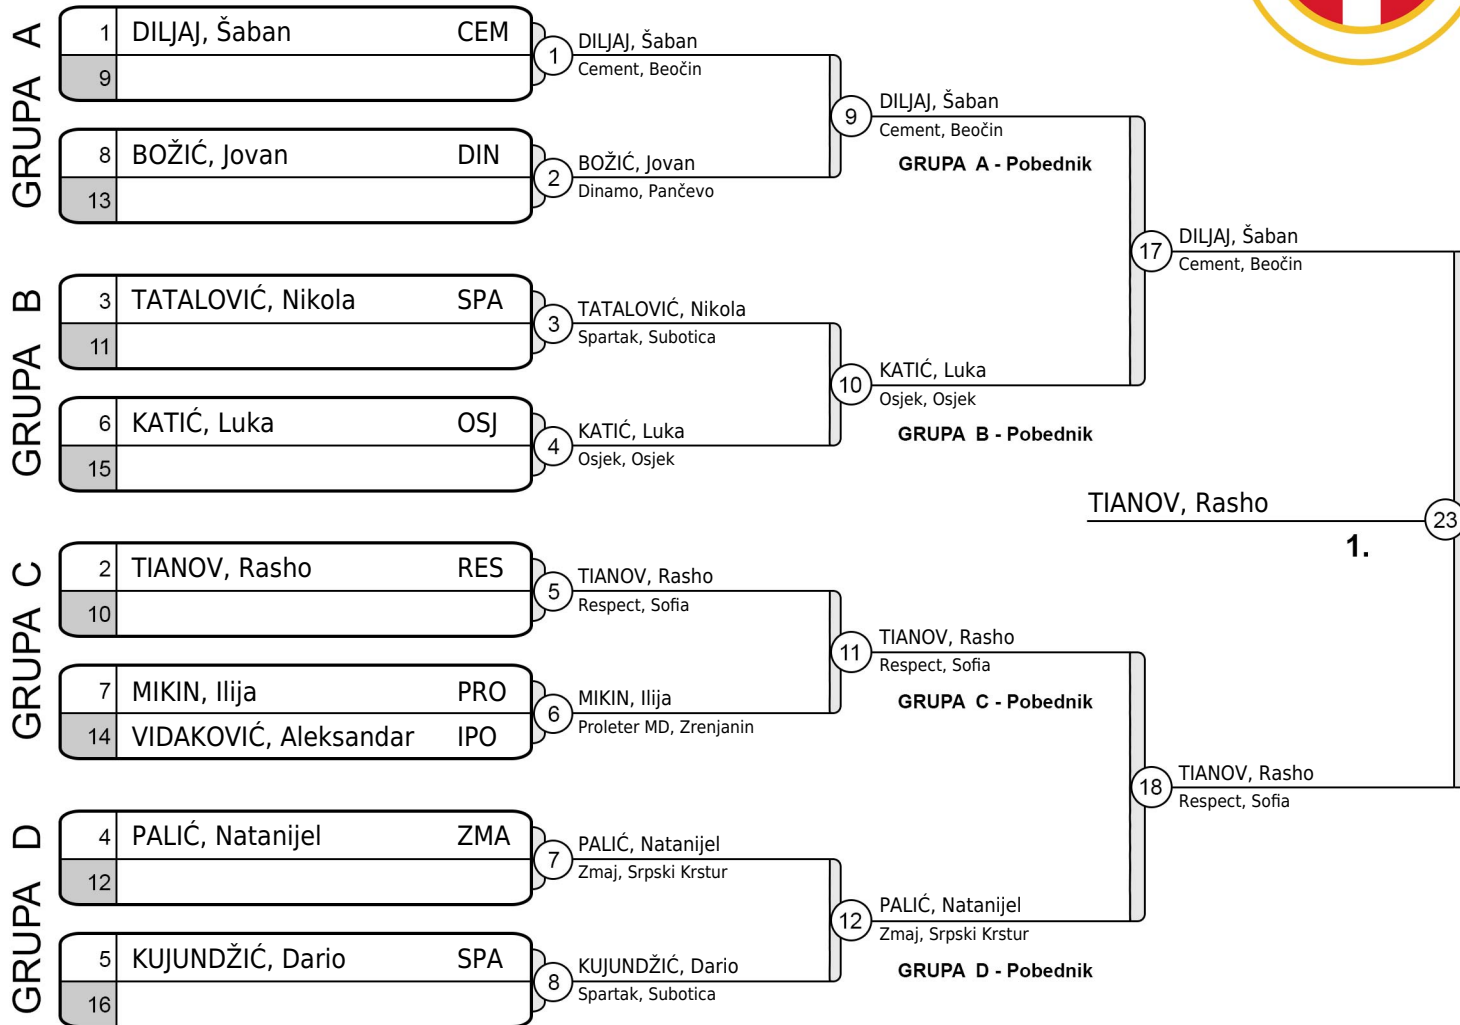 GRUPA A
1 DILJAJ, Šaban CEM
9
8 BOŽIĆ, Jovan DIN
13
GRUPA B
3 TATALOVIĆ, Nikola SPA
11
6 KATIĆ, Luka OSJ
15
GRUPA C
2 TIANOV, Rasho RES
10
7 MIKIN, Ilija PRO
14 VIDAKOVIĆ, Aleksandar IPO
GRUPA D
4 PALIĆ, Natanijel ZMA
12
5 KUJUNDŽIĆ, Dario SPA
16
1 DILJAJ, Šaban
Cement, Beočin
2 BOŽIĆ, Jovan
Dinamo, Pančevo
3 TATALOVIĆ, Nikola
Spartak, Subotica
4 KATIĆ, Luka
Osjek, Osjek
5 TIANOV, Rasho
Respect, Sofia
6 MIKIN, Ilija
Proleter MD, Zrenjanin
7 PALIĆ, Natanijel
Zmaj, Srpski Krstur
8 KUJUNDŽIĆ, Dario
Spartak, Subotica
9 DILJAJ, Šaban
Cement, Beočin
GRUPA A - Pobednik
10 KATIĆ, Luka
Osjek, Osjek
GRUPA B - Pobednik
11 TIANOV, Rasho
Respect, Sofia
GRUPA C - Pobednik
12 PALIĆ, Natanijel
Zmaj, Srpski Krstur
GRUPA D - Pobednik
17 DILJAJ, Šaban
Cement, Beočin
18 TIANOV, Rasho
Respect, Sofia
TIANOV, Rasho 23
1.